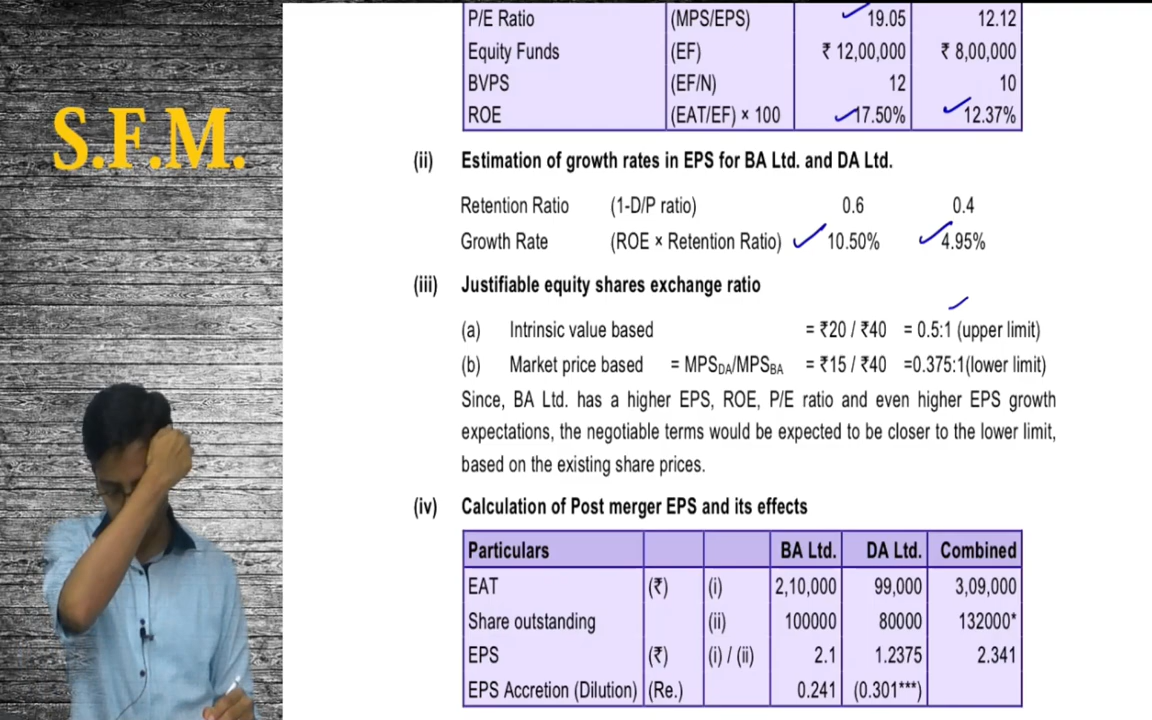 S.F.M.
P/E Ratio (MPS/EPS) 19.05 12.12
Equity Funds (EF) ₹ 12,00,000 ₹ 8,00,000
BVPS (EF/N) 12 10
ROE (EAT/EF) × 100 17.50% 12.37%
(ii) Estimation of growth rates in EPS for BA Ltd. and DA Ltd.
Retention Ratio (1-D/P ratio) 0.6 0.4
Growth Rate (ROE × Retention Ratio) 10.50% 4.95%
(iii) Justifiable equity shares exchange ratio
(a) Intrinsic value based = ₹20 / ₹40 = 0.5:1 (upper limit)
(b) Market price based = MPSDA/MPSBA = ₹15 / ₹40 =0.375:1(lower limit)
Since, BA Ltd. has a higher EPS, ROE, P/E ratio and even higher EPS growth
expectations, the negotiable terms would be expected to be closer to the lower limit,
based on the existing share prices.
(iv) Calculation of Post merger EPS and its effects
Particulars BA Ltd. DA Ltd. Combined
EAT (₹) (i) 2,10,000 99,000 3,09,000
Share outstanding (ii) 100000 80000 132000*
EPS (₹) (i) / (ii) 2.1 1.2375 2.341
EPS Accretion (Dilution) (Re.) 0.241 (0.301***)